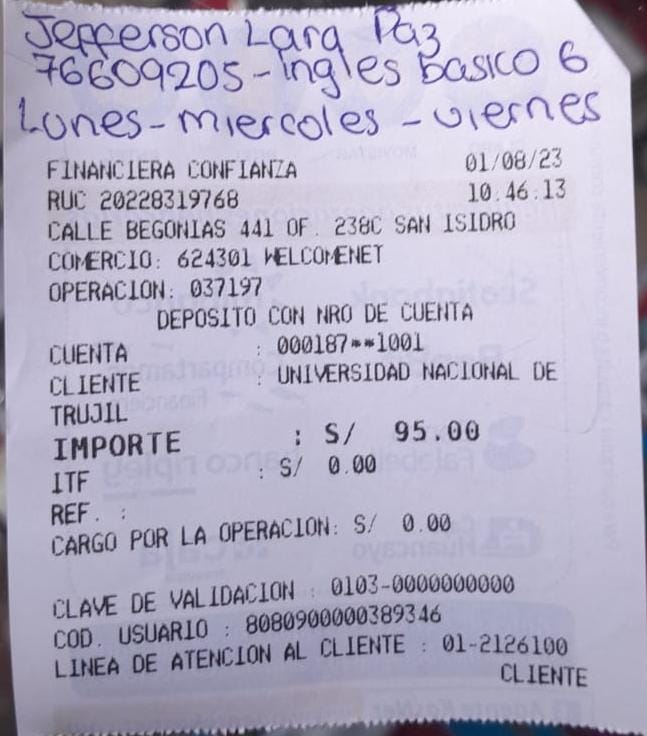 Jefferson Lara Paz
76609205-ingles basico 6
Lunes-miercoles-viernes
FINANCIERA CONFIANZA 01/08/23
RUC 20228319768 10:46:13
CALLE BEGONIAS 441 OF. 238C SAN ISIDRO
COMERCIO: 624301 WELCOMENET
OPERACION: 037197
DEPOSITO CON NRO DE CUENTA
CUENTA : 000187**1001
CLIENTE : UNIVERSIDAD NACIONAL DE
TRUJIL
IMPORTE : S/ 95.00
ITF : S/ 0.00
REF. :
CARGO POR LA OPERACION: S/ 0.00
CLAVE DE VALIDACION : 0103-0000000000
COD. USUARIO : 8080900000389346
LINEA DE ATENCION AL CLIENTE : 01-2126100
CLIENTE